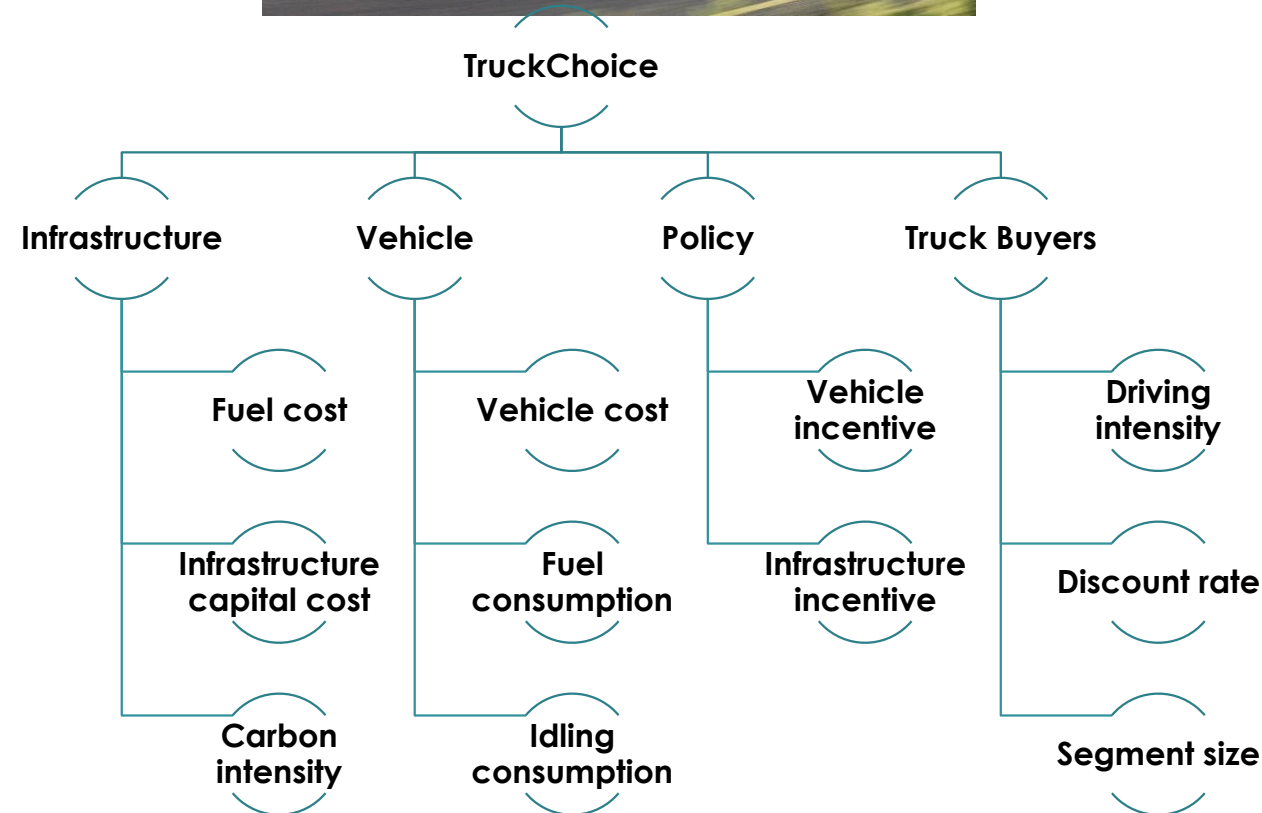 TruckChoice
Infrastructure
Vehicle
Policy
Truck Buyers
Fuel cost
Infrastructure
capital cost
Carbon
intensity
Vehicle cost
Fuel
consumption
Idling
consumption
Vehicle
incentive
Infrastructure
incentive
Driving
intensity
Discount rate
Segment size